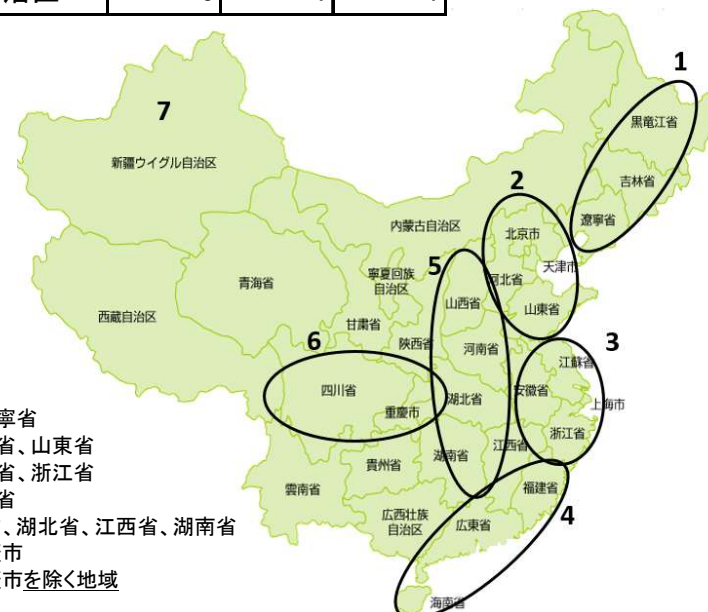 治区
1
黒竜江省
7
吉林省
新疆ウイグル自治区
2
遼寧省
内蒙古自治区
北京市
5
天津市
寧夏回族
自治区
河北省
青海省
山西省
山東省
西蔵自治区
甘粛省
6
陝西省
河南省
3
江蘇省
四川省
安徽省
重慶市
湖北省
上海市
寧省
浙江省
省、山東省
湖南省
江西省
省、浙江省
貴州省
省
雲南省
福建省
広西壮族
自治区
広東省
4
、湖北省、江西省、湖南省
市
市を除く地域
海南省